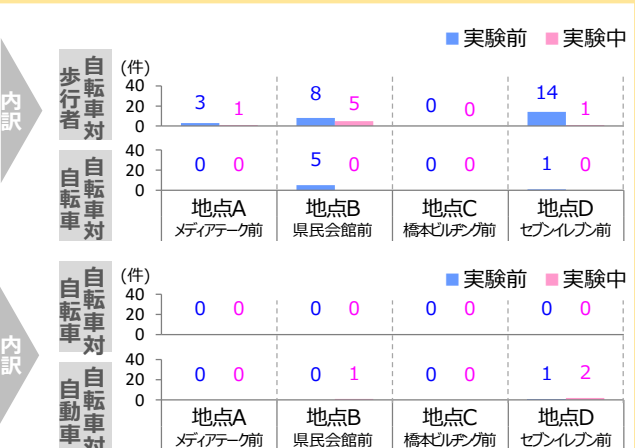 実験前 実験中
内訳
自転車対歩行者
(件)
40
20
0
3 1 8 5 0 0 14 1
自転車対自転車
40
20
0
0 0 5 0 0 0 1 0
地点A 地点B 地点C 地点D
メディアテーク前 県民会館前 橋本ビルヂング前 セブンイレブン前
実験前 実験中
内訳
自転車対自転車
(件)
40
20
0
0 0 0 0 0 0 0 0
自転車対自動車
40
20
0
0 0 0 1 0 0 1 2
地点A 地点B 地点C 地点D
メディアテーク前 県民会館前 橋本ビルヂング前 セブンイレブン前